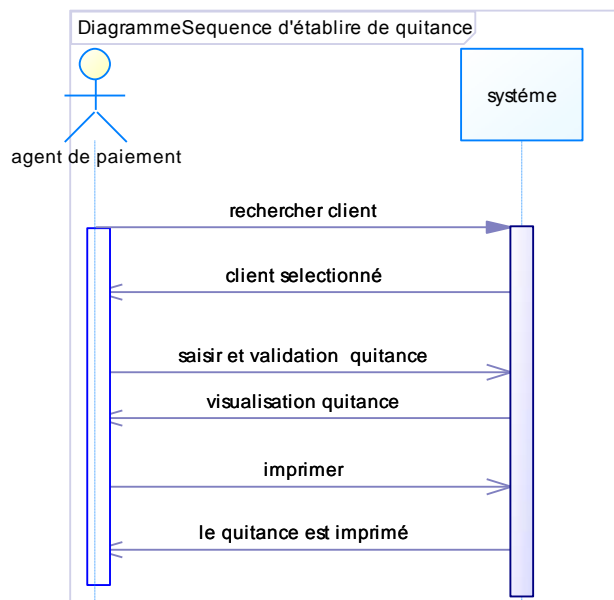 DiagrammeSequence d'établire de quitance
systéme
agent de paiement
rechercher client
client selectionné
saisir et validation quitance
visualisation quitance
imprimer
le quitance est imprimé